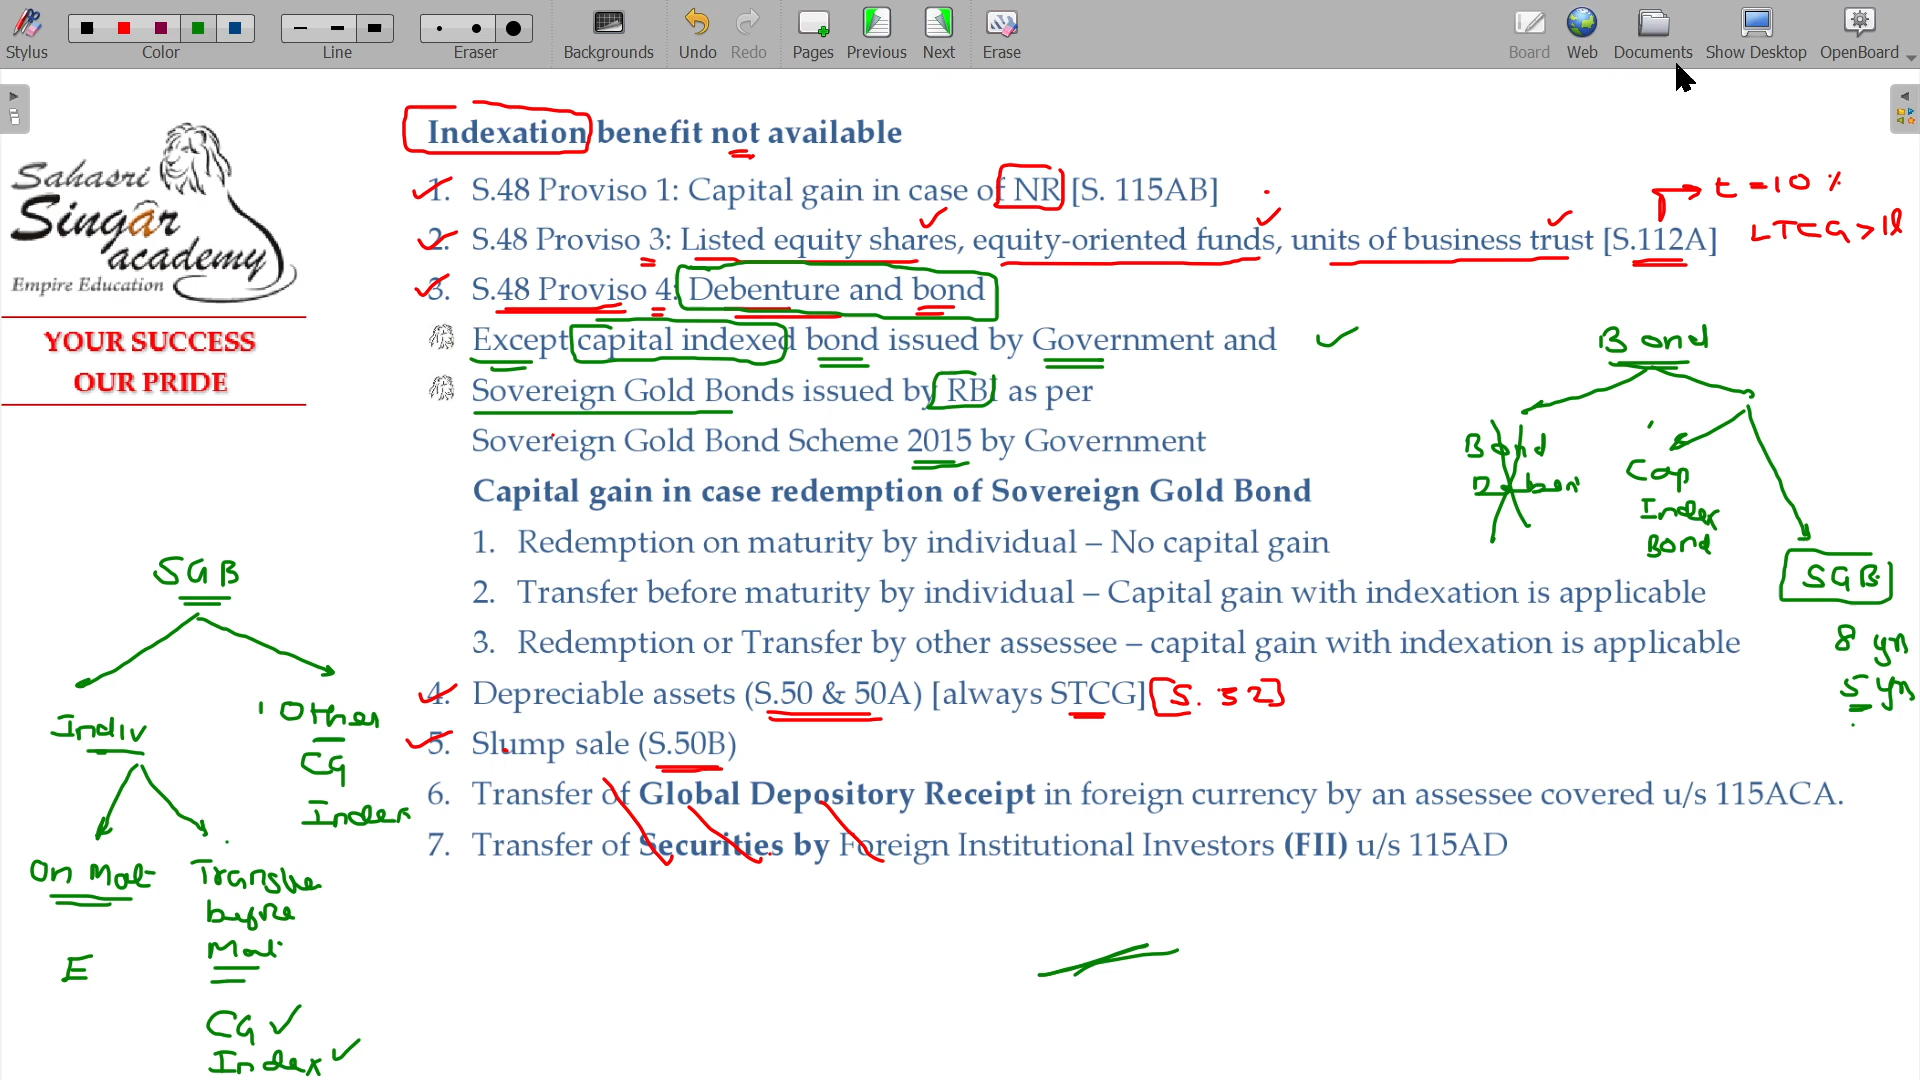 Stylus
Color
Line
Eraser
Backgrounds
Undo
Redo
Pages
Previous
Next
Erase
Board
Web
Documents
Show Desktop
OpenBoard
Sahasri
Singar
academy
Empire Education
YOUR SUCCESS
OUR PRIDE
Indexation benefit not available
1. S.48 Proviso 1: Capital gain in case of NR [S. 115AB]
t = 10 %
2. S.48 Proviso 3: Listed equity shares, equity-oriented funds, units of business trust [S.112A]
LTCG > 1l
3. S.48 Proviso 4: Debenture and bond
Except capital indexed bond issued by Government and
Sovereign Gold Bonds issued by RBI as per
Sovereign Gold Bond Scheme 2015 by Government
Capital gain in case redemption of Sovereign Gold Bond
1. Redemption on maturity by individual – No capital gain
2. Transfer before maturity by individual – Capital gain with indexation is applicable
3. Redemption or Transfer by other assessee – capital gain with indexation is applicable
4. Depreciable assets (S.50 & 50A) [always STCG] [S. 32]
5. Slump sale (S.50B)
6. Transfer of Global Depository Receipt in foreign currency by an assessee covered u/s 115ACA.
7. Transfer of Securities by Foreign Institutional Investors (FII) u/s 115AD
Bond
Bond
Cap
Index
Bond
SGB
8 yrs
5 yrs
SGB
Indiv
Other
CG
Index
On Mat
E
Transfer
before
Mat
CG ✓
Index ✓